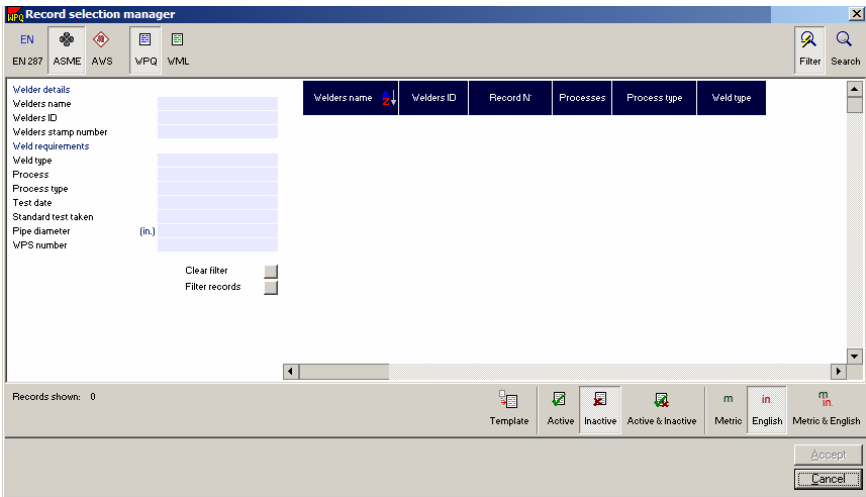 WPQ Record selection manager
EN
EN 287 ASME AWS WPQ WML Filter Search
Welder details
Welders name
Welders ID
Welders stamp number
Weld requirements
Weld type
Process
Process type
Test date
Standard test taken
Pipe diameter (in.)
WPS number
Clear filter
Filter records
Welders name AZ Welders ID Record N° Processes Process type Weld type
Records shown: 0
m in. m in.
Template Active Inactive Active & Inactive Metric English Metric & English
Accept
Cancel